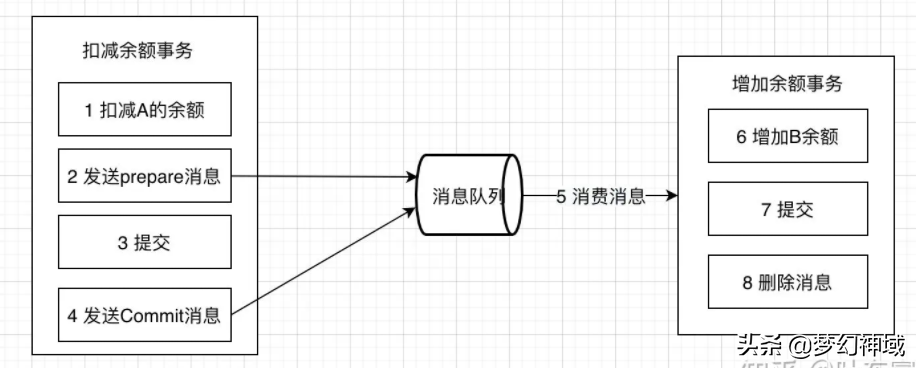 扣减余额事务
1 扣减A的余额
2 发送prepare消息
3 提交
4 发送Commit消息
消息队列
5 消费消息
增加余额事务
6 增加B余额
7 提交
8 删除消息
头条 @梦幻神域